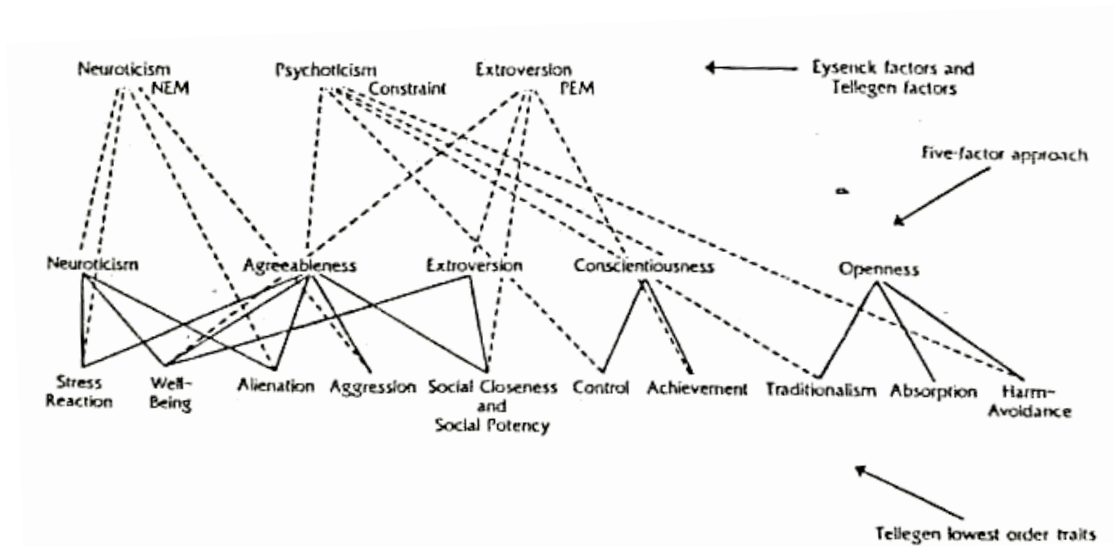 Neuroticism
NEM
Psychoticism
Constraint
Extroversion
PEM
Eysenck factors and
Tellegen factors
Five-factor approach
Neuroticism
Agreeableness
Extroversion
Conscientiousness
Openness
Stress
Reaction
Well-
Being
Alienation
Aggression
Social Closeness
and
Social Potency
Control
Achievement
Traditionalism
Absorption
Harm-
Avoidance
Tellegen lowest order traits